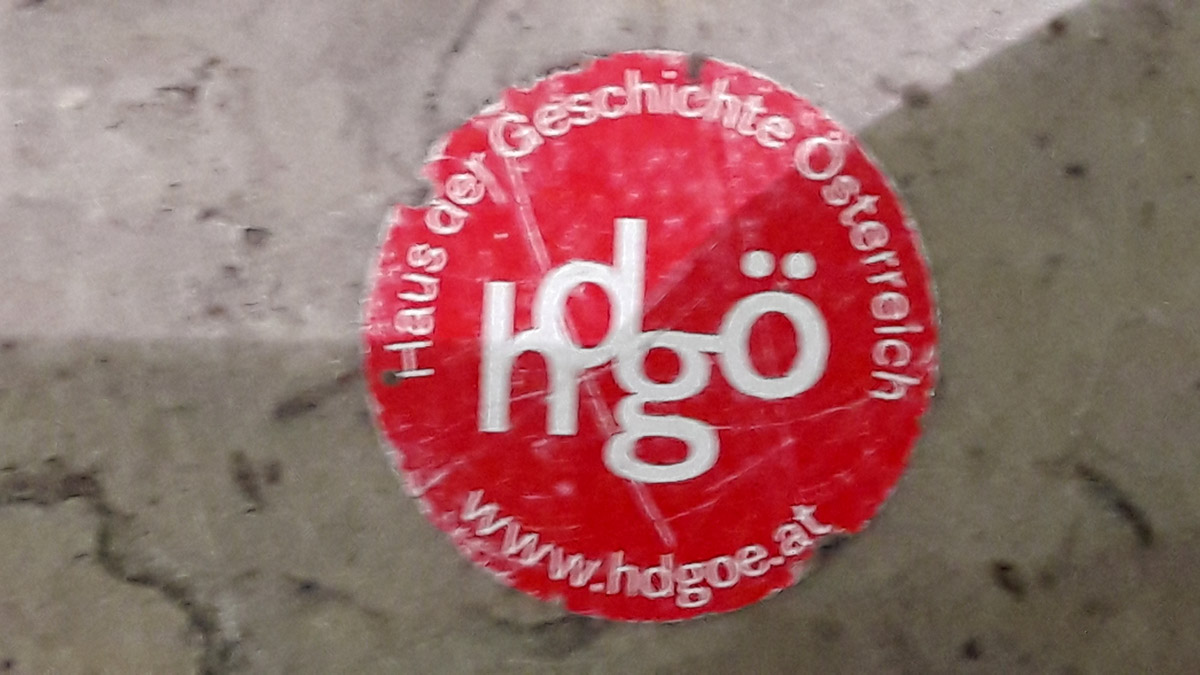 Haus der Geschichte Österreich
hdgö
www.hdgoe.at